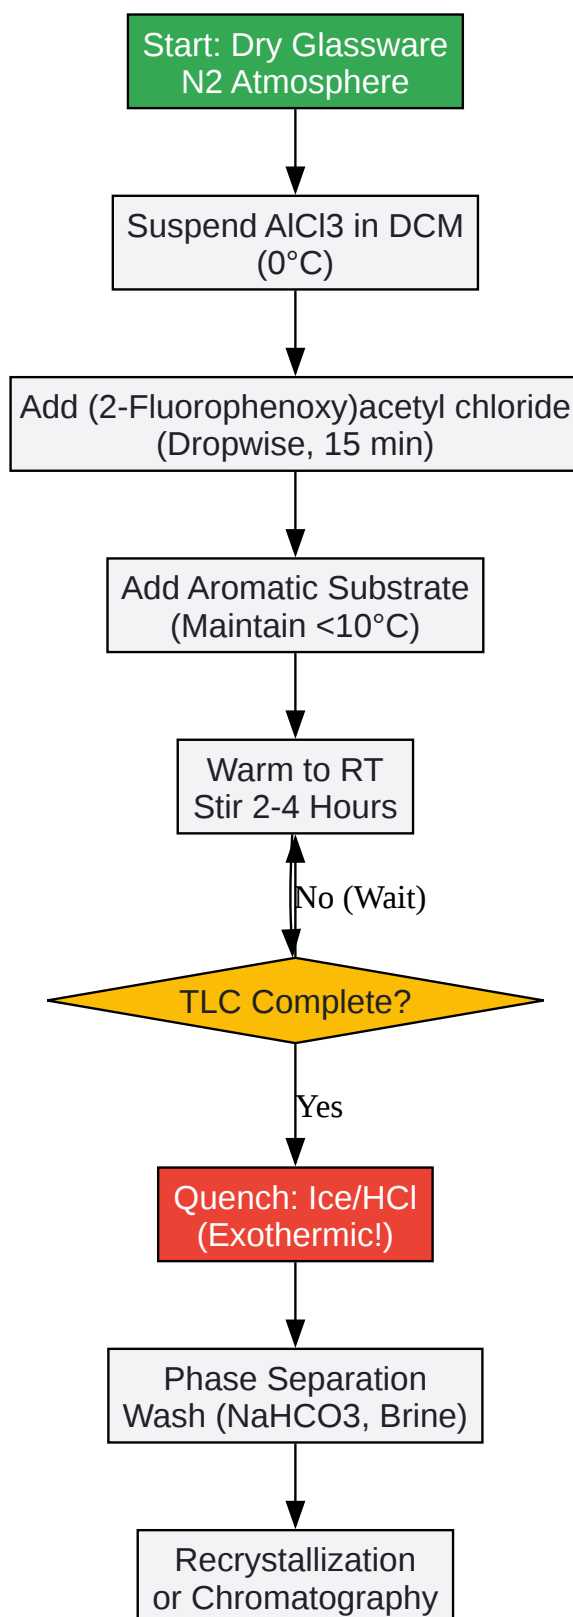 Start: Dry Glassware
N2 Atmosphere
Suspend AlCl3 in DCM
(0°C)
Add (2-Fluorophenoxy)acetyl chloride
(Dropwise, 15 min)
Add Aromatic Substrate
(Maintain <10°C)
Warm to RT
Stir 2-4 Hours
No (Wait)
TLC Complete?
Yes
Quench: Ice/HCl
(Exothermic!)
Phase Separation
Wash (NaHCO3, Brine)
Recrystallization
or Chromatography